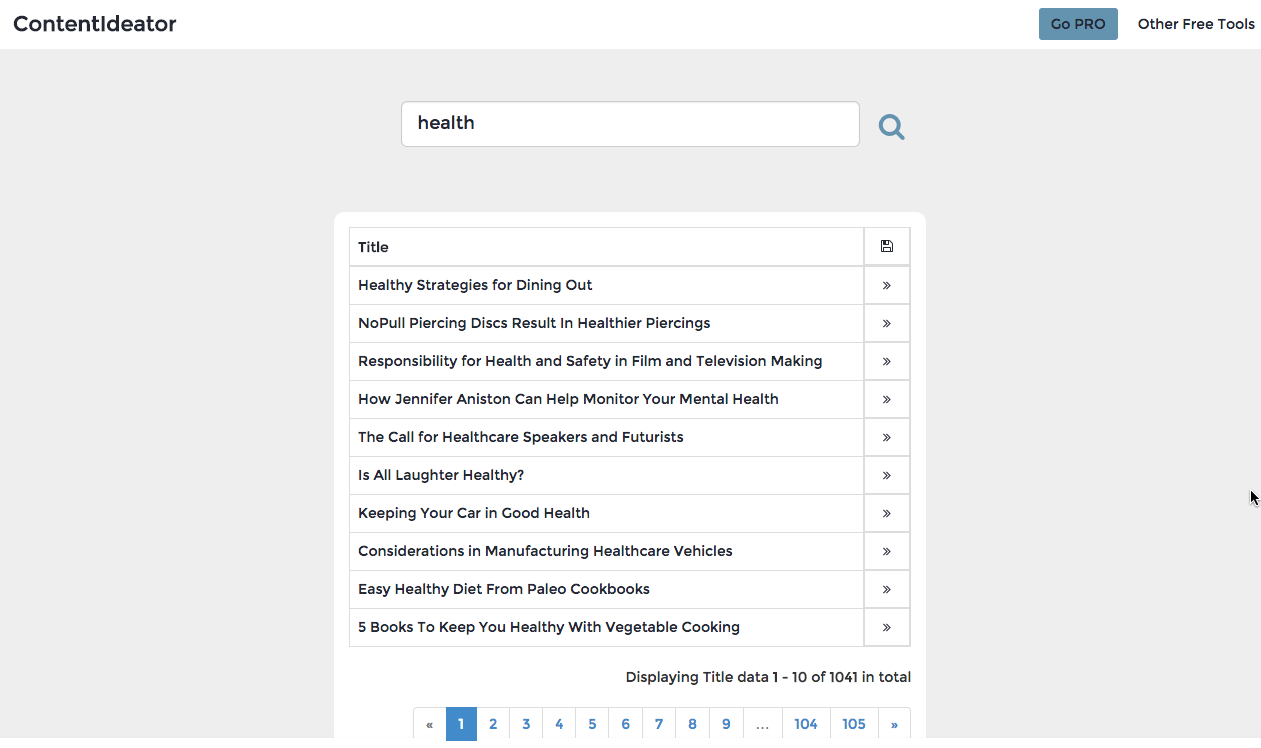 ContentIdeator Go PRO Other Free Tools
health
Title
Healthy Strategies for Dining Out »
NoPull Piercing Discs Result In Healthier Piercings »
Responsibility for Health and Safety in Film and Television Making »
How Jennifer Aniston Can Help Monitor Your Mental Health »
The Call for Healthcare Speakers and Futurists »
Is All Laughter Healthy? »
Keeping Your Car in Good Health »
Considerations in Manufacturing Healthcare Vehicles »
Easy Healthy Diet From Paleo Cookbooks »
5 Books To Keep You Healthy With Vegetable Cooking »
Displaying Title data 1 - 10 of 1041 in total
« 1 2 3 4 5 6 7 8 9 ... 104 105 »